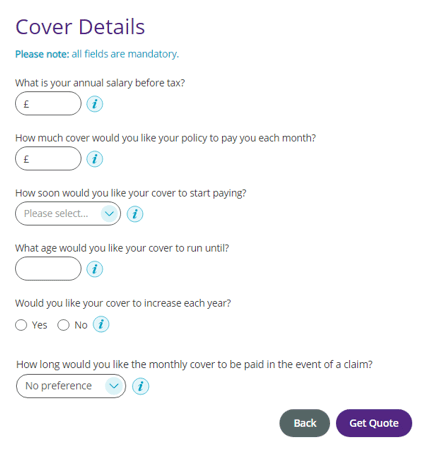 Cover Details
Please note: all fields are mandatory.
What is your annual salary before tax?
£
i
How much cover would you like your policy to pay you each month?
£
i
How soon would you like your cover to start paying?
Please select...
i
What age would you like your cover to run until?
i
Would you like your cover to increase each year?
Yes No i
How long would you like the monthly cover to be paid in the event of a claim?
No preference
i
Back Get Quote